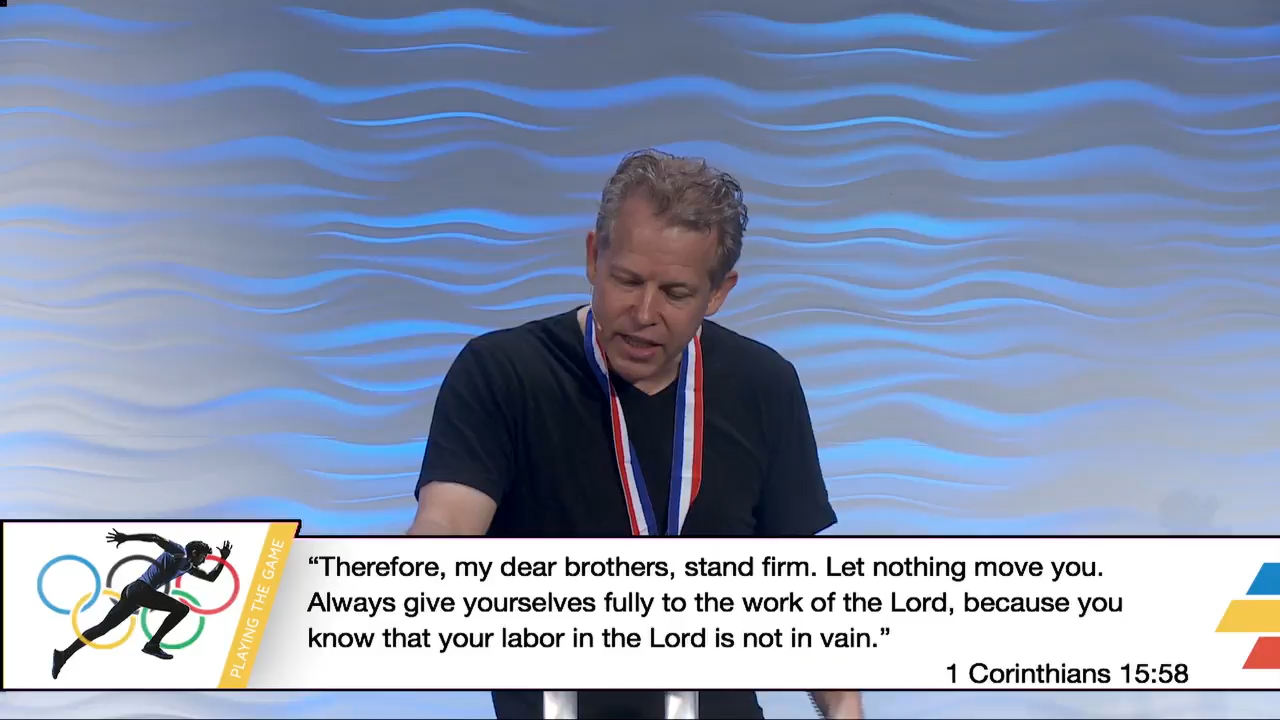 PLAYING THE GAME
“Therefore, my dear brothers, stand firm. Let nothing move you.
Always give yourselves fully to the work of the Lord, because you
know that your labor in the Lord is not in vain.”
1 Corinthians 15:58